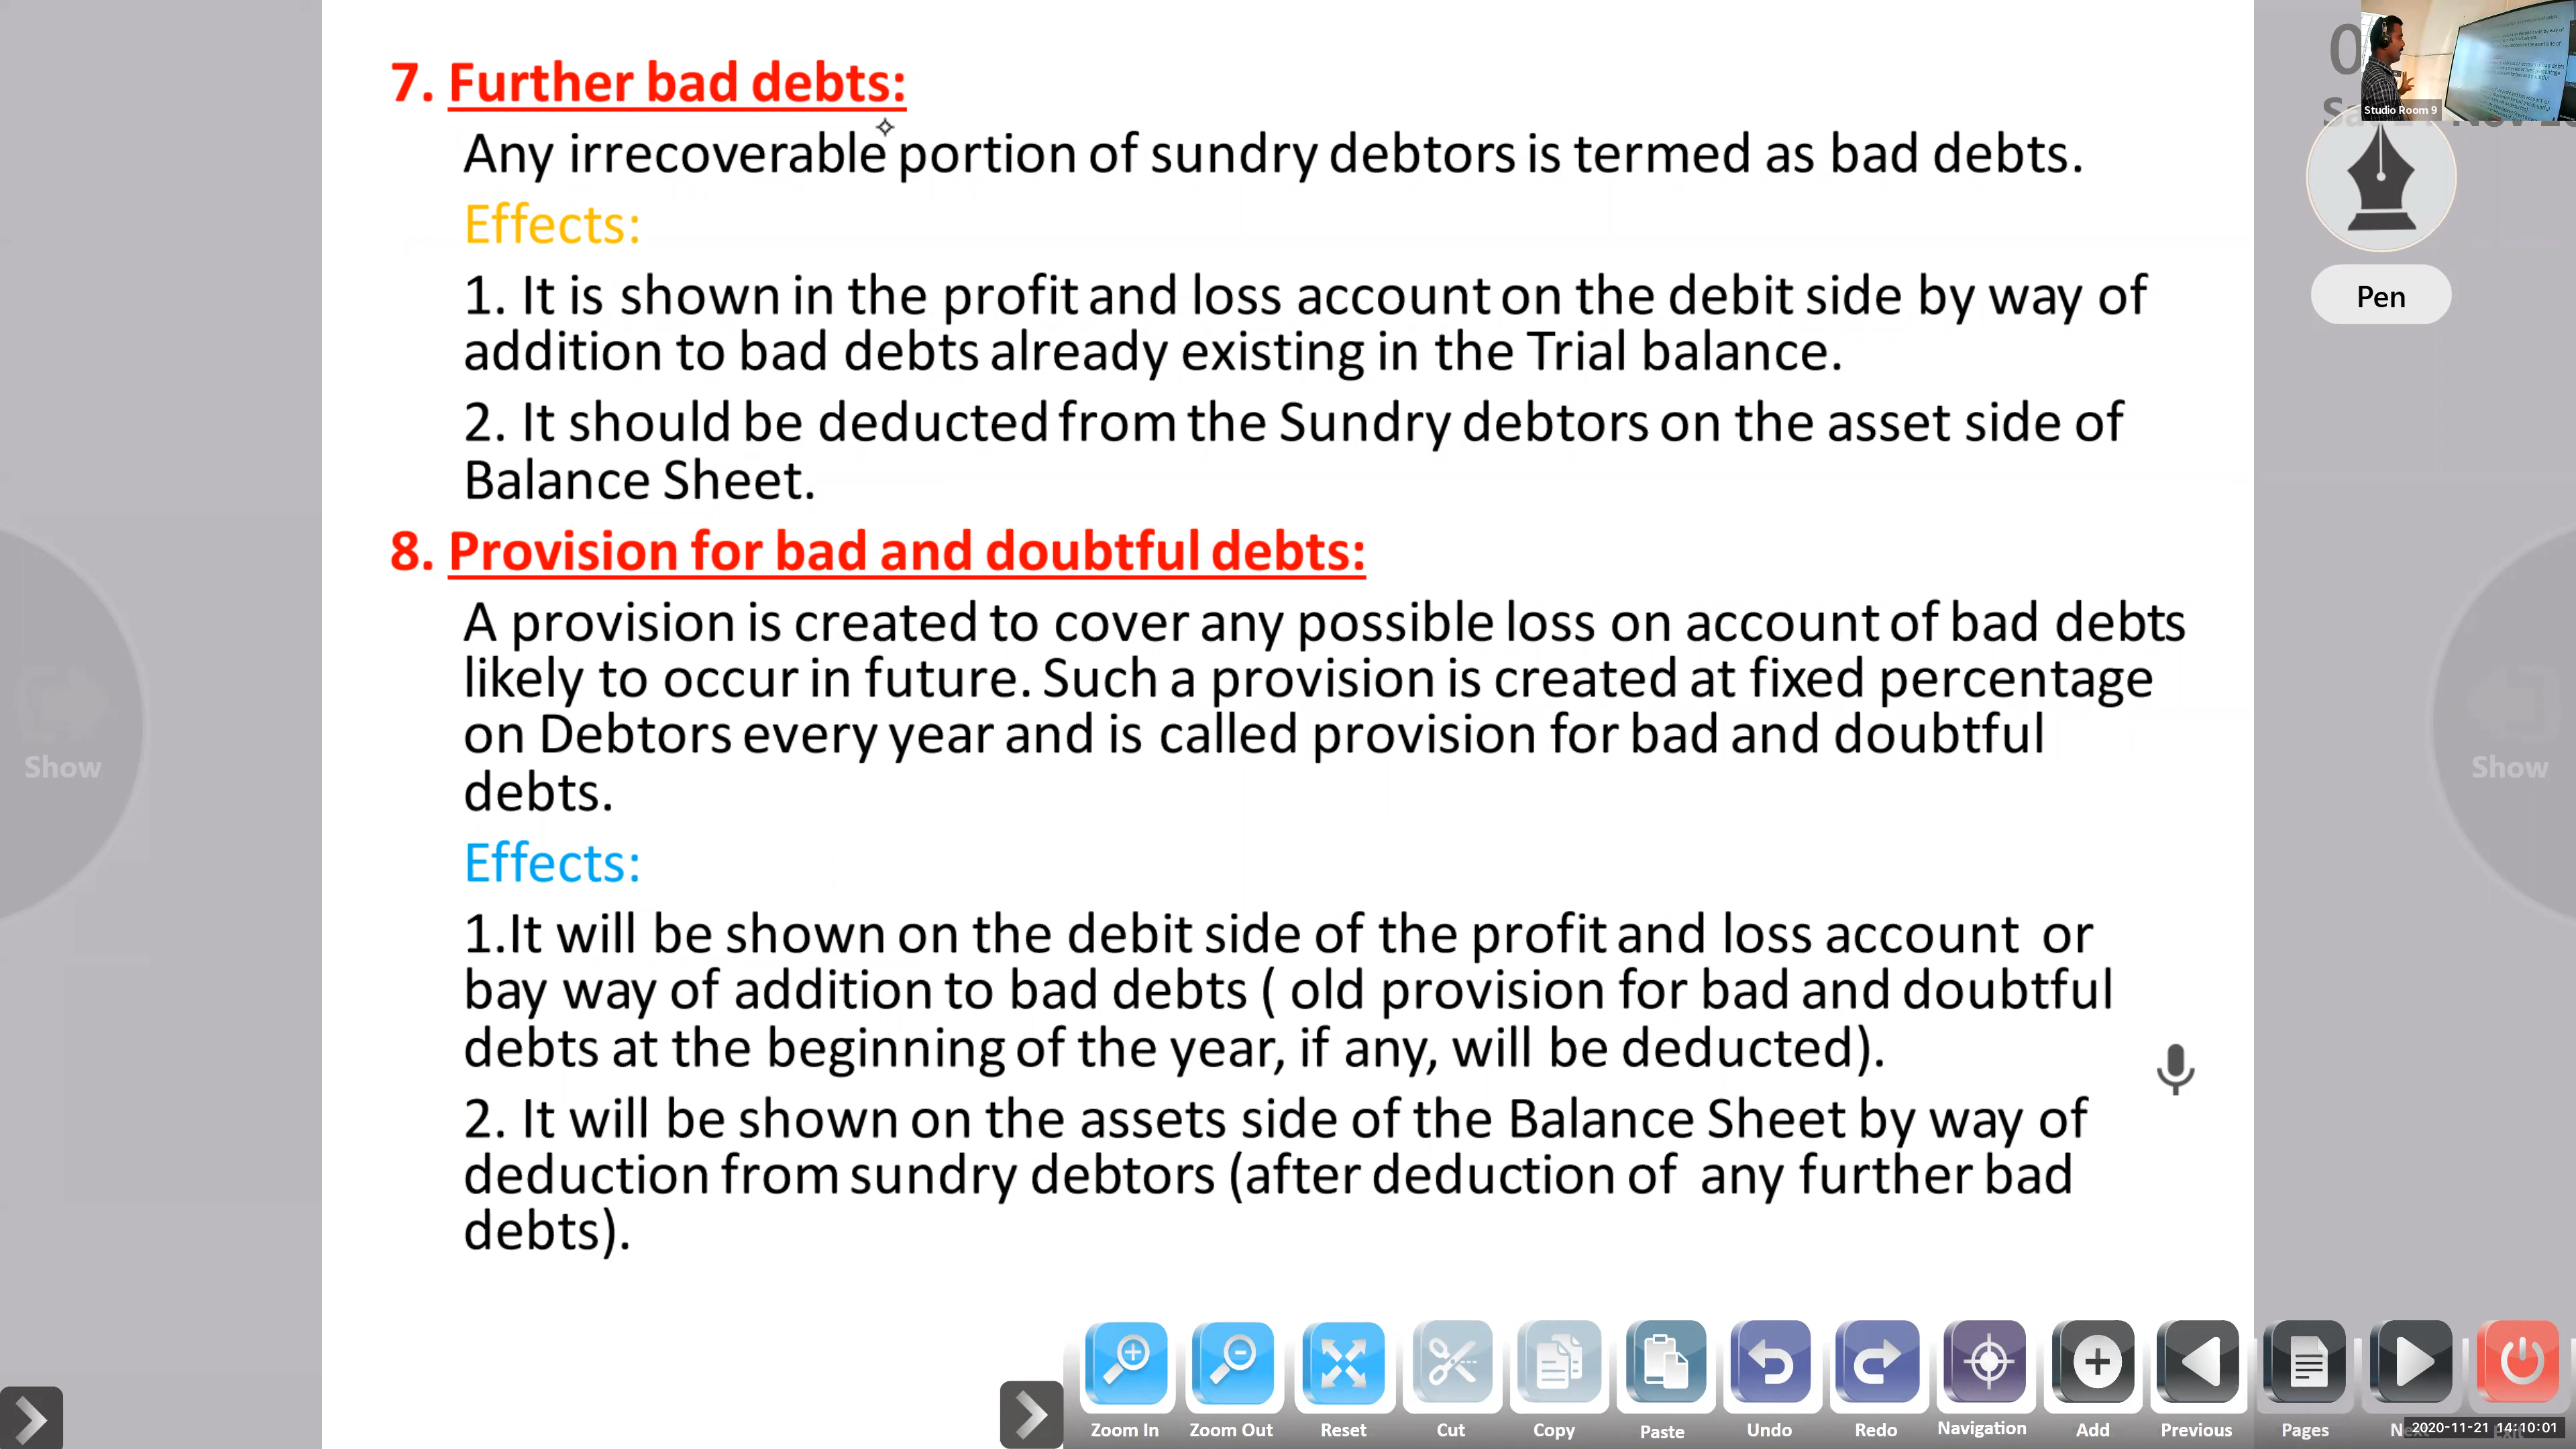 7. Further bad debts:
Any irrecoverable portion of sundry debtors is termed as bad debts.
Effects:
1. It is shown in the profit and loss account on the debit side by way of
addition to bad debts already existing in the Trial balance.
2. It should be deducted from the Sundry debtors on the asset side of
Balance Sheet.
8. Provision for bad and doubtful debts:
A provision is created to cover any possible loss on account of bad debts
likely to occur in future. Such a provision is created at fixed percentage
on Debtors every year and is called provision for bad and doubtful
debts.
Effects:
1.It will be shown on the debit side of the profit and loss account or
bay way of addition to bad debts ( old provision for bad and doubtful
debts at the beginning of the year, if any, will be deducted).
2. It will be shown on the assets side of the Balance Sheet by way of
deduction from sundry debtors (after deduction of any further bad
debts).
Studio Room 9
Pen
Show
Show
Zoom In Zoom Out Reset Cut Copy Paste Undo Redo Navigation Add Previous Pages
2020-11-21 14:10:01